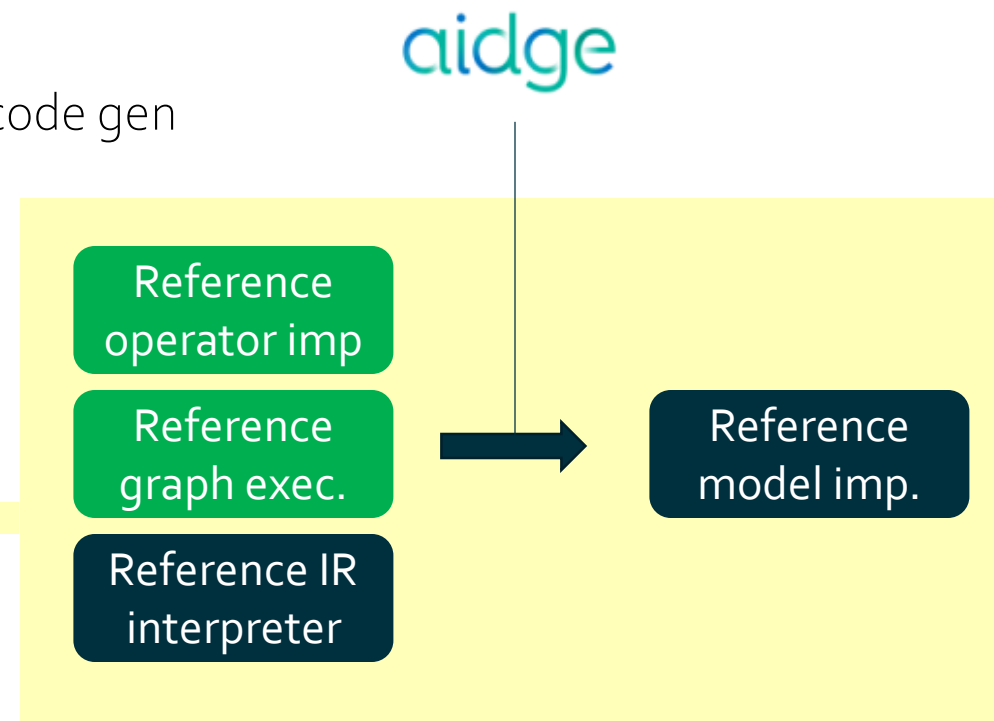 aidge
code gen
Reference
operator imp
Reference
graph exec.
Reference IR
interpreter
Reference
model imp.